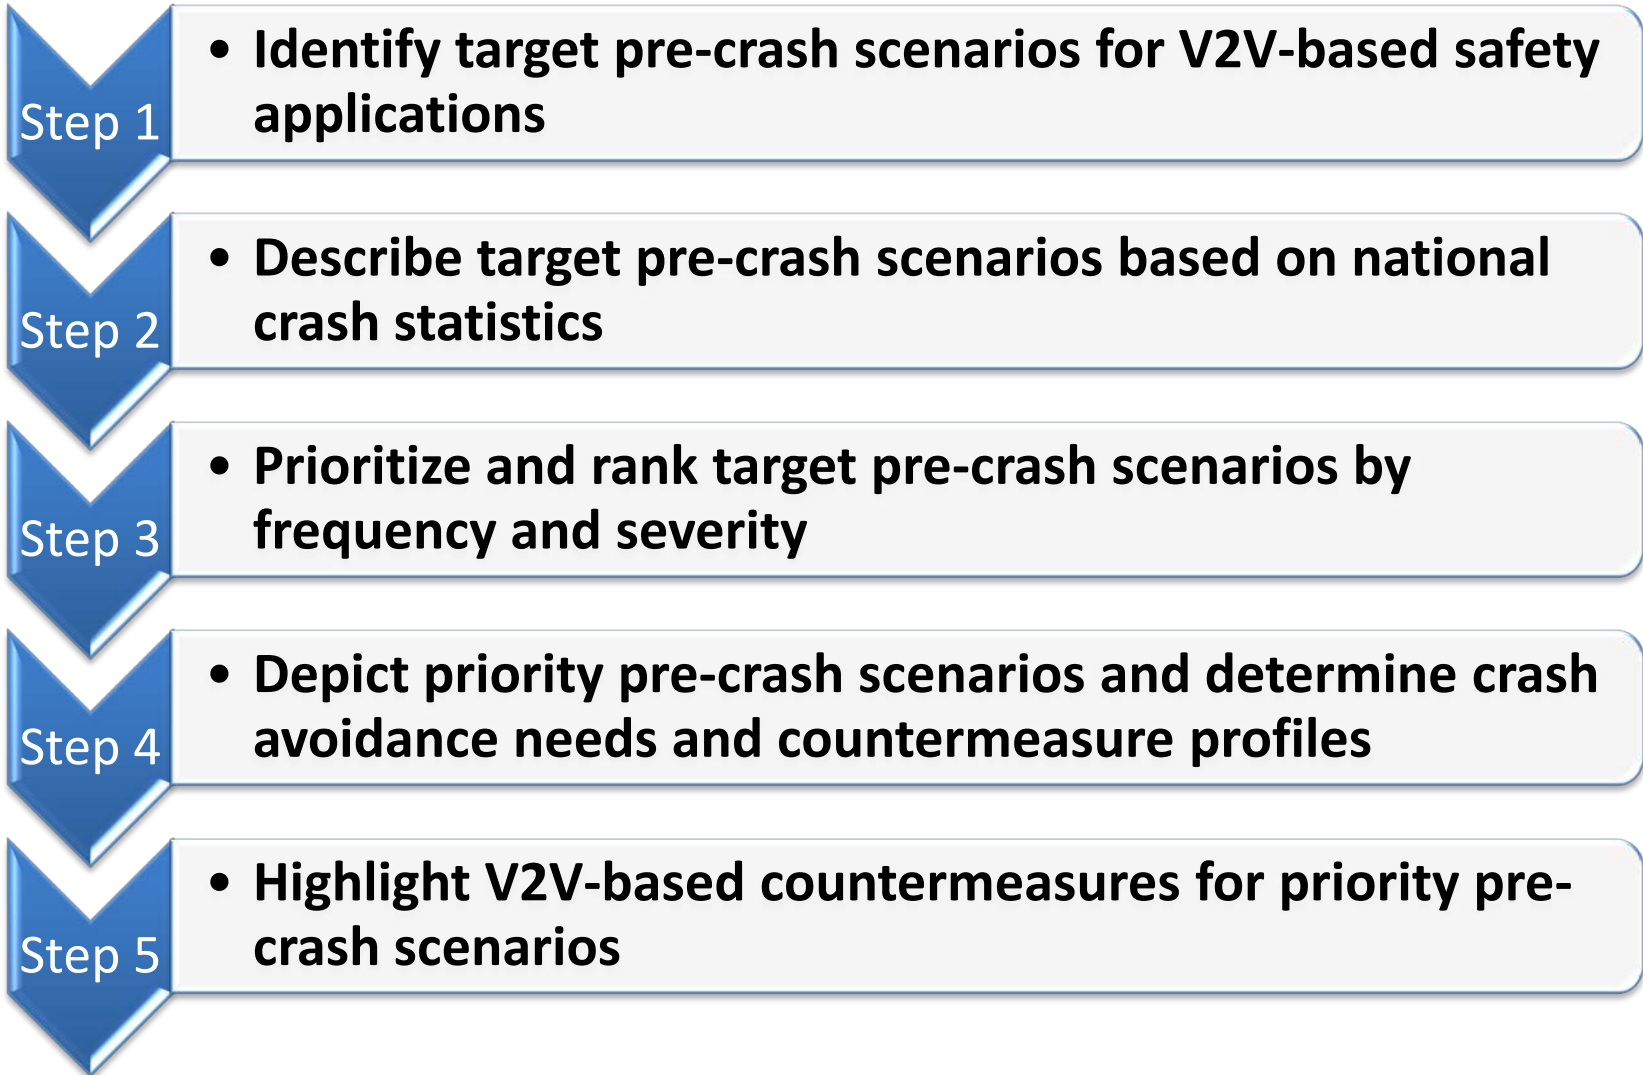 Step 1
• Identify target pre-crash scenarios for V2V-based safety
applications
Step 2
• Describe target pre-crash scenarios based on national
crash statistics
Step 3
• Prioritize and rank target pre-crash scenarios by
frequency and severity
Step 4
• Depict priority pre-crash scenarios and determine crash
avoidance needs and countermeasure profiles
Step 5
• Highlight V2V-based countermeasures for priority pre-
crash scenarios